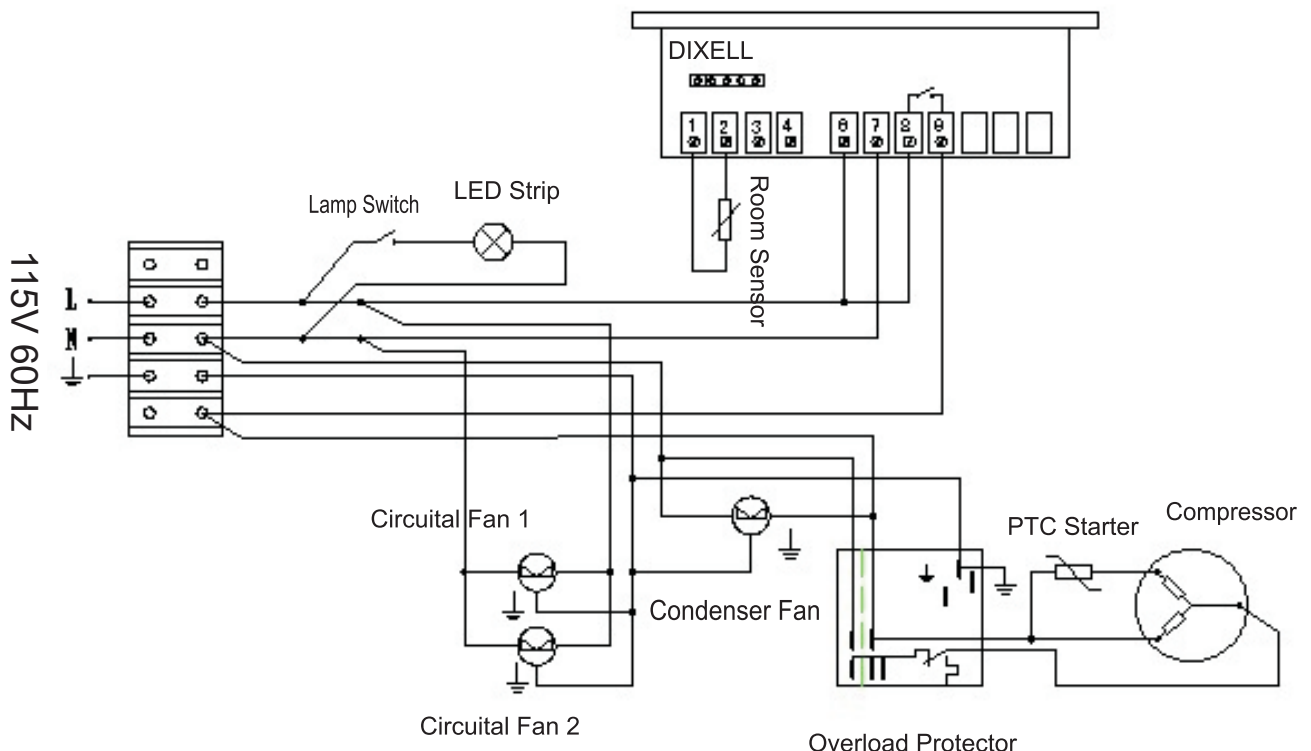 DIXELL
1 2 3 4 6 7 8 9
Room Sensor
Lamp Switch
LED Strip
115V 60Hz
L
N
Circuital Fan 1
Condenser Fan
Circuital Fan 2
PTC Starter
Compressor
Overload Protector